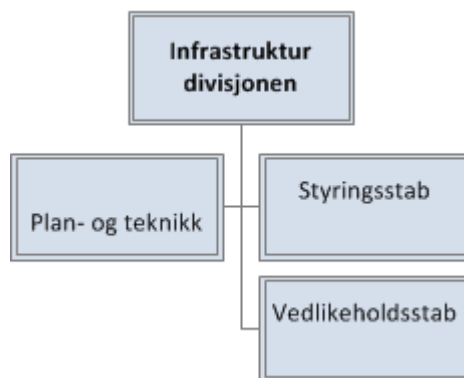 Infrastruktur
divisjonen
Plan- og teknikk
Styringsstab
Vedlikeholdsstab